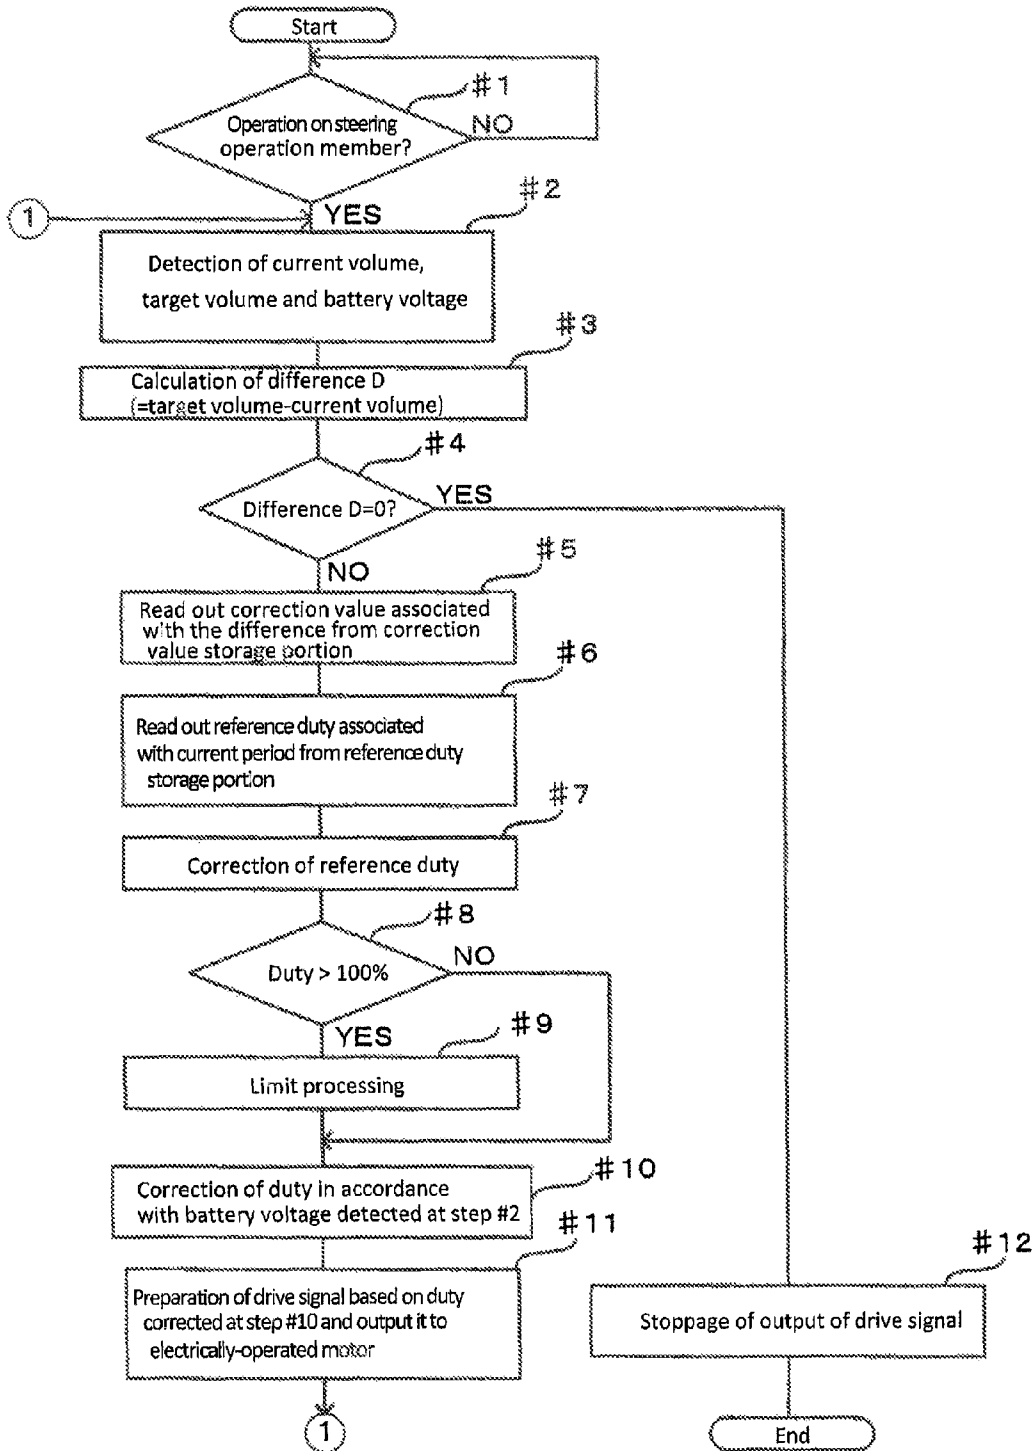 Start
#1
Operation on steering
operation member?
NO
#2
1
YES
Detection of current volume,
target volume and battery voltage
#3
Calculation of difference D
(=target volume-current volume)
#4
Difference D=0?
YES
NO
#5
Read out correction value associated
with the difference from correction
value storage portion
#6
Read out reference duty associated
with current period from reference duty
storage portion
#7
Correction of reference duty
#8
Duty > 100%
NO
YES
#9
Limit processing
#10
Correction of duty in accordance
with battery voltage detected at step #2
#11
Preparation of drive signal based on duty
corrected at step #10 and output it to
electrically-operated motor
#12
Stoppage of output of drive signal
1
End